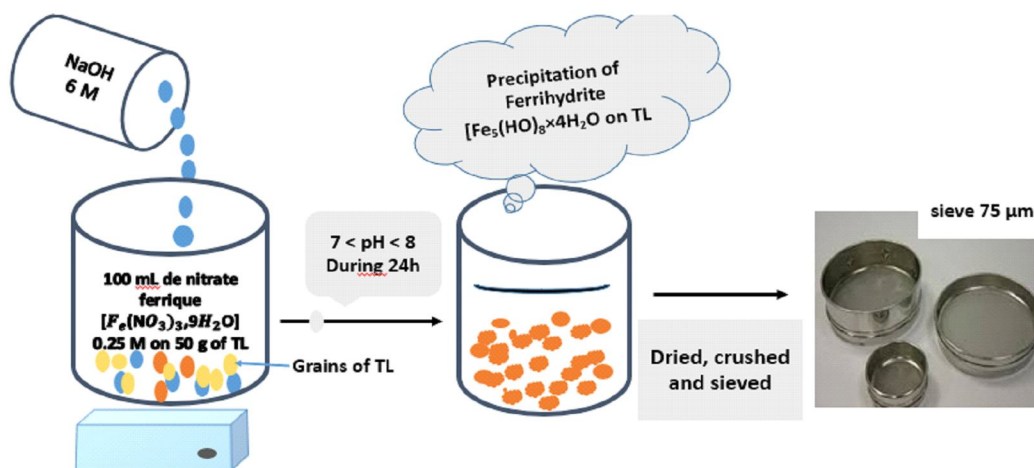 NaOH
6 M
100 mL de nitrate
ferrique
[Fₑ(NO₃)₃,9H₂O]
0.25 M on 50 g of TL
Grains of TL
7 < pH < 8
During 24h
Precipitation of
Ferrihydrite
[Fe₅(HO)₈×4H₂O on TL
Dried, crushed
and sieved
sieve 75 µm